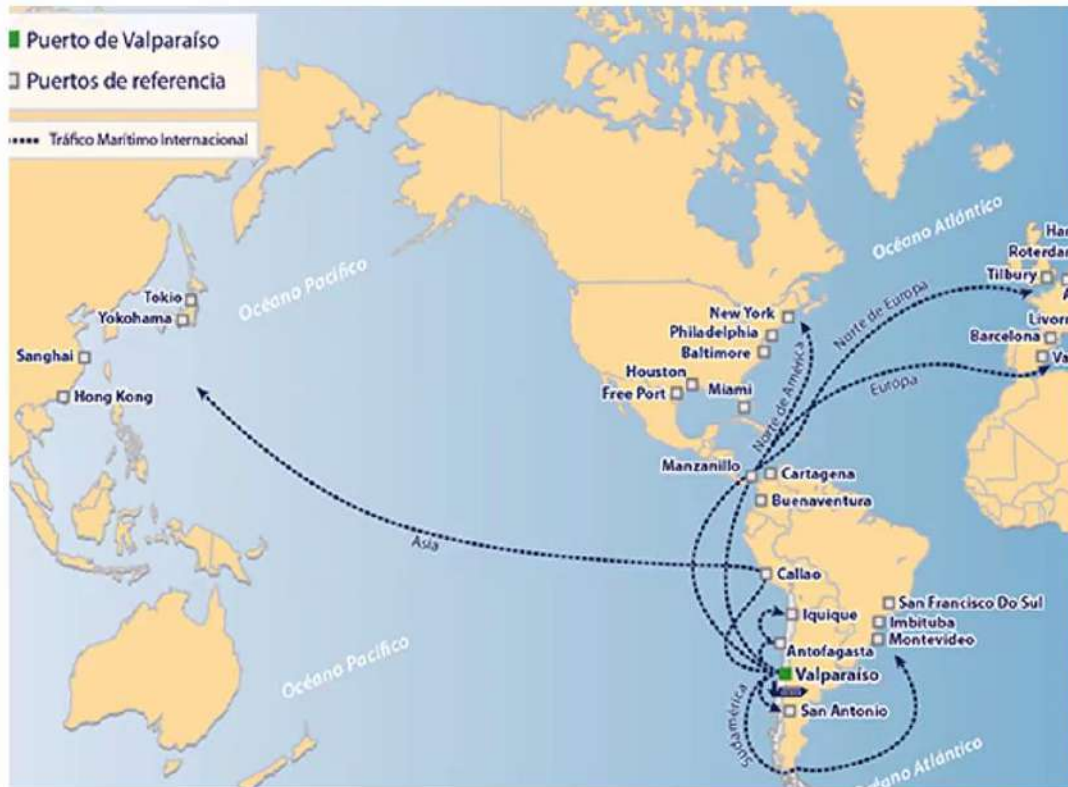 Puerto de Valparaíso
Puertos de referencia
Tráfico Marítimo Internacional
Océano Atlántico
Océano Pacífico
Roterdam
Tilbury
Tokio
Yokohama
Norte de Europa
New York
Philadelphia
Baltimore
Barcelona
Sanghai
Hong Kong
Houston
Free Port
Miami
Norte de América
Europa
Manzanillo
Cartagena
Buenaventura
Asia
Callao
Iquique
San Francisco Do Sul
Imbituba
Montevideo
Antofagasta
Océano Pacífico
Valparaíso
Sudamérica
San Antonio
Atlántico